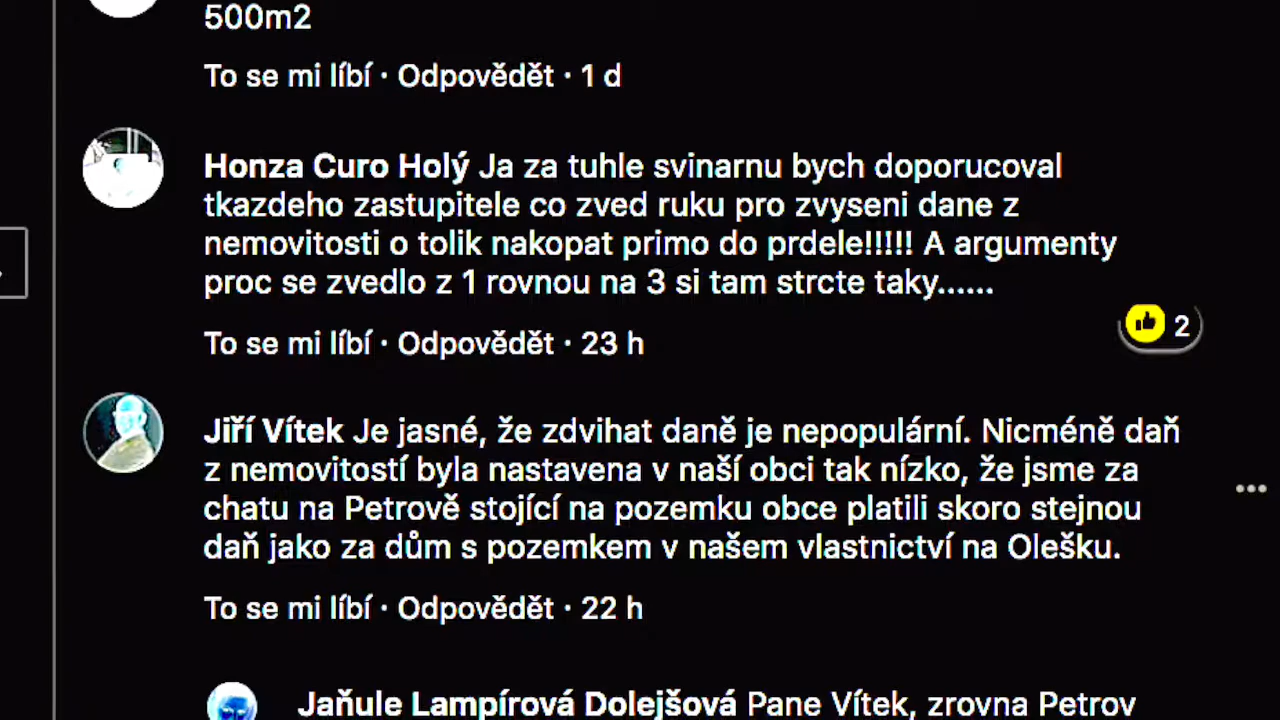 500m2
To se mi líbí · Odpovědět · 1 d
Honza Curo Holý Ja za tuhle svinarnu bych doporucoval
tkazdeho zastupitele co zved ruku pro zvyseni dane z
nemovitosti o tolik nakopat primo do prdele!!!!! A argumenty
proc se zvedlo z 1 rovnou na 3 si tam strcte taky......
2
To se mi líbí · Odpovědět · 23 h
Jiří Vítek Je jasné, že zdvihat daně je nepopulární. Nicméně daň
z nemovitostí byla nastavena v naší obci tak nízko, že jsme za
chatu na Petrově stojící na pozemku obce platili skoro stejnou
daň jako za dům s pozemkem v našem vlastnictví na Olešku.
To se mi líbí · Odpovědět · 22 h
Jaňule Lampírová Dolejšová Pane Vítek, zrovna Petrov